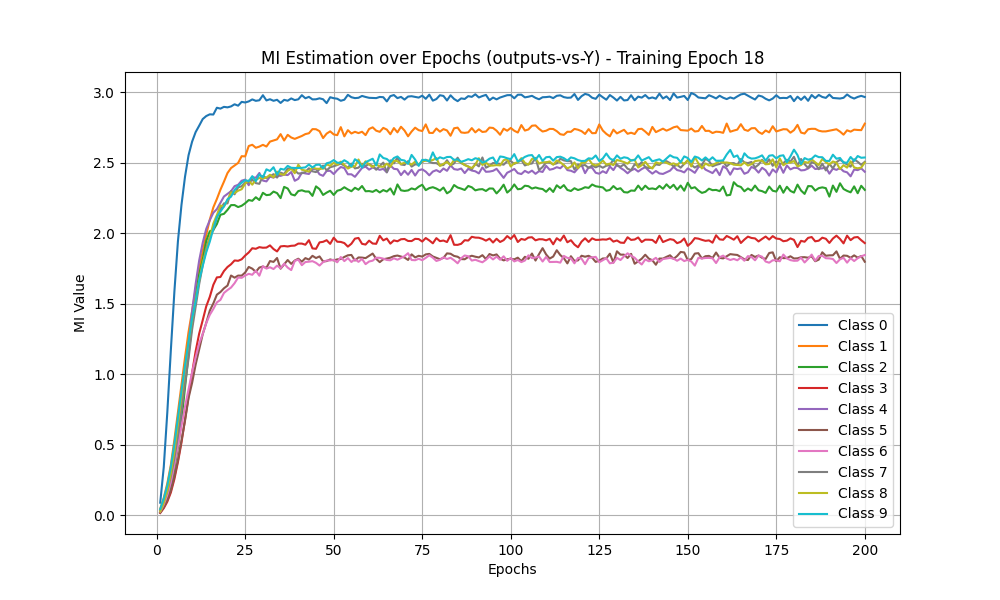 MI Estimation over Epochs (outputs-vs-Y) - Training Epoch 18
3.0
2.5
2.0
1.5
1.0
0.5
0.0
MI Value
0
25
50
75
100
125
150
175
200
Epochs
Class 0
Class 1
Class 2
Class 3
Class 4
Class 5
Class 6
Class 7
Class 8
Class 9